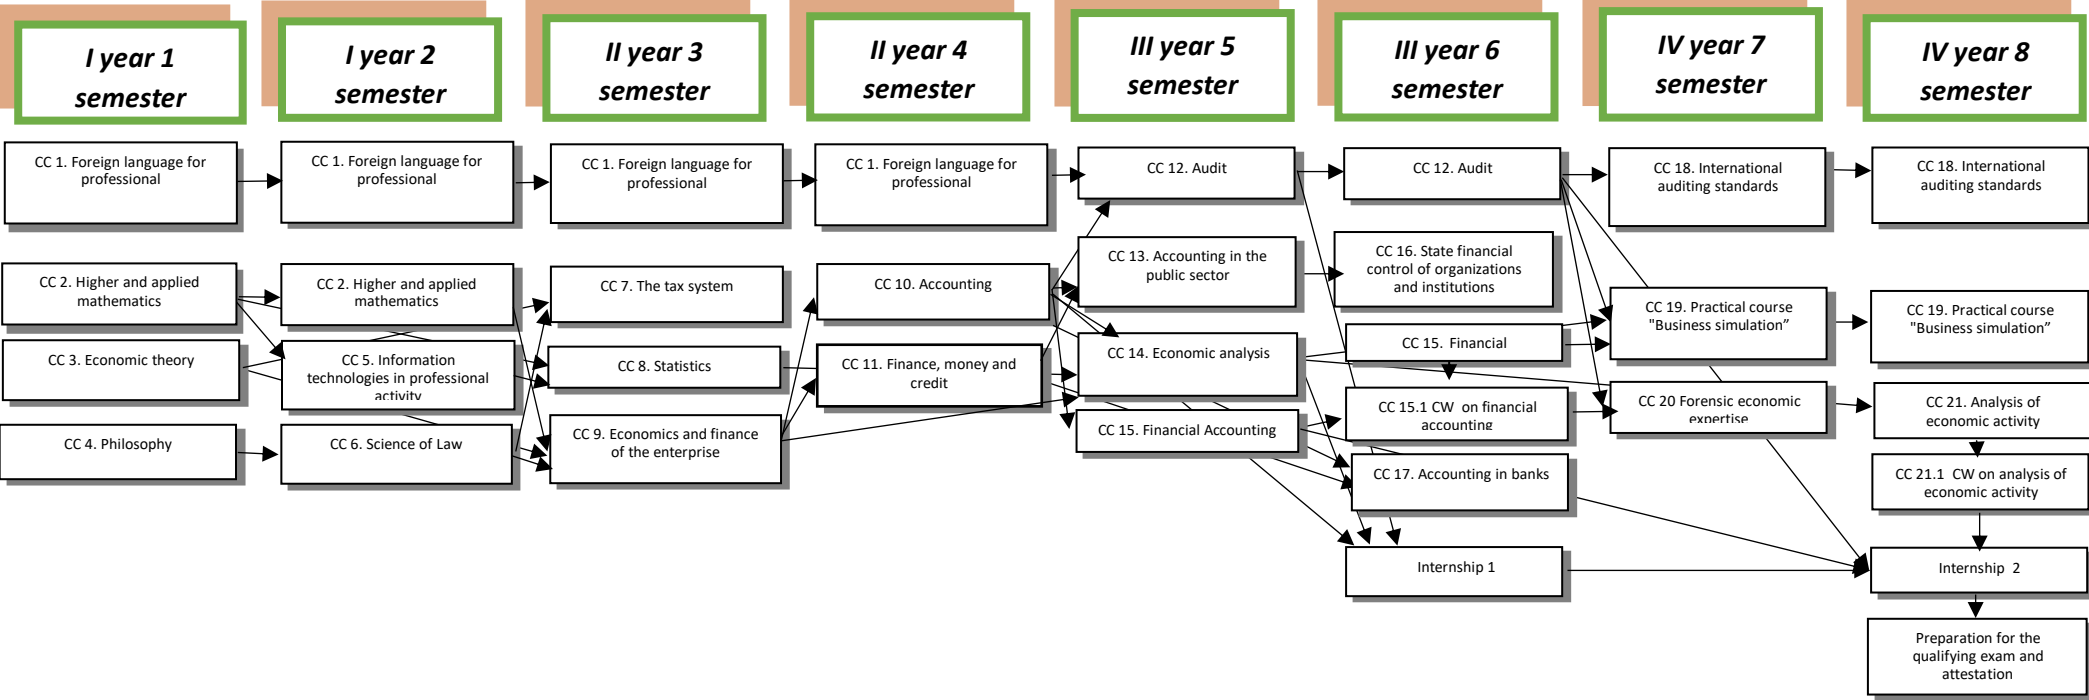 I year 1
semester
I year 2
semester
II year 3
semester
II year 4
semester
III year 5
semester
III year 6
semester
IV year 7
semester
IV year 8
semester
CC 1. Foreign language for
professional
CC 1. Foreign language for
professional
CC 1. Foreign language for
professional
CC 1. Foreign language for
professional
CC 12. Audit
CC 12. Audit
CC 18. International
auditing standards
CC 18. International
auditing standards
CC 2. Higher and applied
mathematics
CC 2. Higher and applied
mathematics
CC 7. The tax system
CC 10. Accounting
CC 13. Accounting in the
public sector
CC 16. State financial
control of organizations
and institutions
CC 19. Practical course
"Business simulation”
CC 19. Practical course
"Business simulation”
CC 3. Economic theory
CC 5. Information
technologies in professional
activity
CC 8. Statistics
CC 11. Finance, money and
credit
CC 14. Economic analysis
CC 15. Financial
CC 20 Forensic economic
expertise
CC 21. Analysis of
economic activity
CC 4. Philosophy
CC 6. Science of Law
CC 9. Economics and finance
of the enterprise
CC 15. Financial Accounting
CC 15.1 CW on financial
accounting
CC 17. Accounting in banks
CC 21.1 CW on analysis of
economic activity
Internship 1
Internship 2
Preparation for the
qualifying exam and
attestation